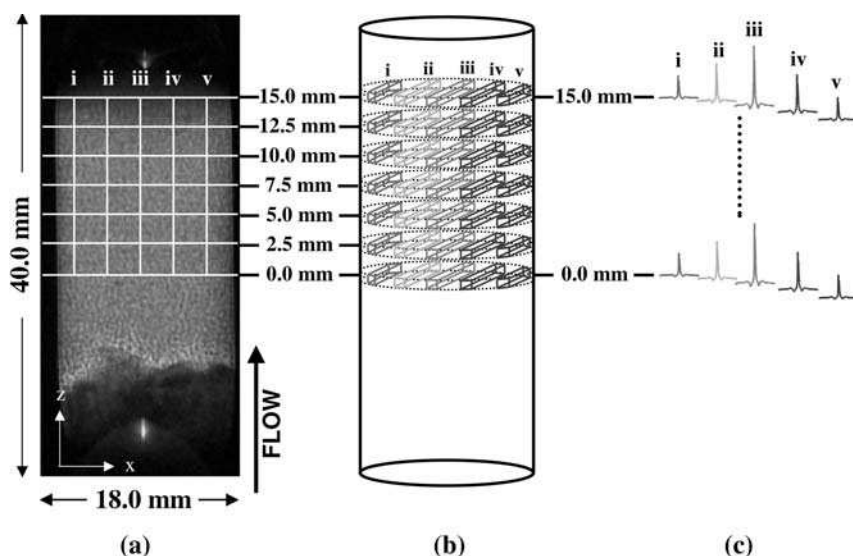 i ii iii iv v
15.0 mm
12.5 mm
10.0 mm
7.5 mm
5.0 mm
2.5 mm
0.0 mm
40.0 mm
z
x
FLOW
18.0 mm
(a)
i ii iii iv v
(b)
15.0 mm
i ii iii iv v
0.0 mm
(c)